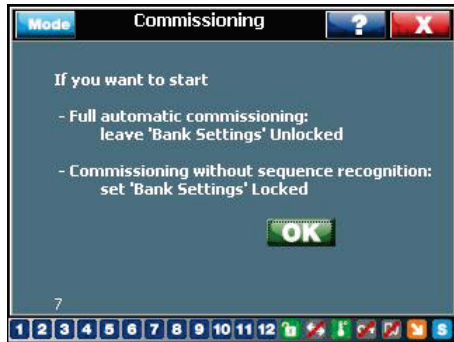 Mode Commissioning ? X
If you want to start
- Full automatic commissioning:
leave 'Bank Settings' Unlocked
- Commissioning without sequence recognition:
set 'Bank Settings' Locked
OK
7
1 2 3 4 5 6 7 8 9 10 11 12 S